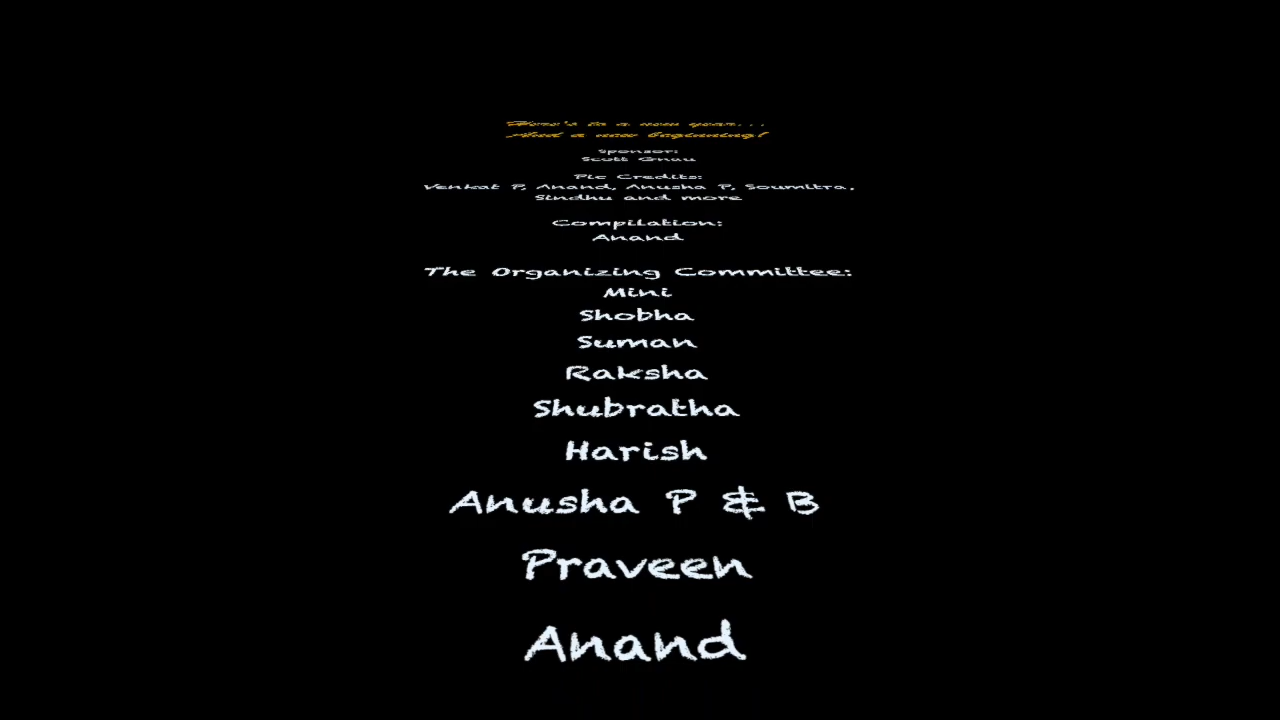 Here's to a new year...
And a new beginning!
Sponsor:
Scott Gnau
Pic Credits:
Venkat P, Anand, Anusha P, Soumitra,
Sindhu and more
Compilation:
Anand
The Organizing Committee:
Mini
Shobha
Suman
Raksha
Shubratha
Harish
Anusha P & B
Praveen
Anand